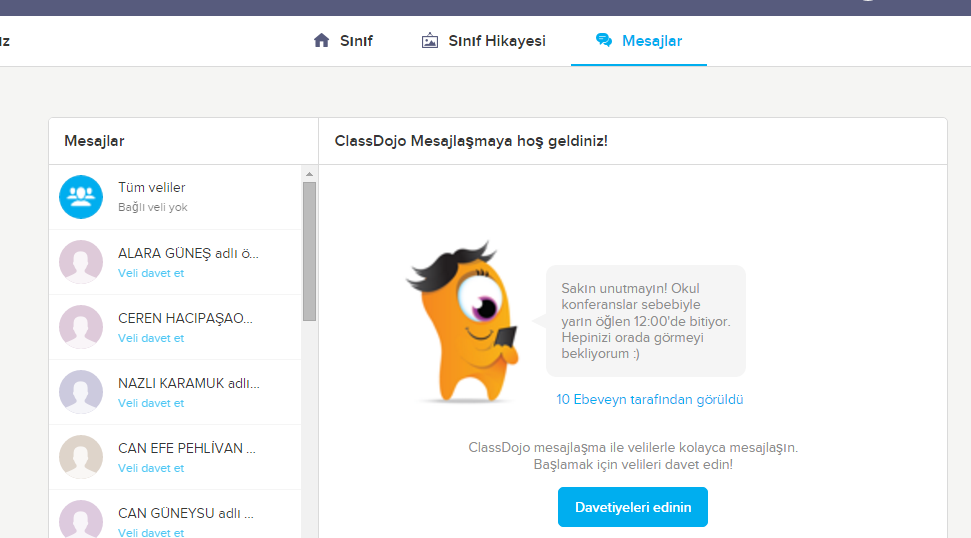 ız
Sınıf
Sınıf Hikayesi
Mesajlar
Mesajlar
ClassDojo Mesajlaşmaya hoş geldiniz!
Tüm veliler
Bağlı veli yok
ALARA GÜNEŞ adlı ö...
Veli davet et
CEREN HACIPAŞAO...
Veli davet et
NAZLI KARAMUK adlı...
Veli davet et
CAN EFE PEHLİVAN ...
Veli davet et
CAN GÜNEYSU adlı ...
Veli davet et
Sakın unutmayın! Okul
konferanslar sebebiyle
yarın öğlen 12:00'de bitiyor.
Hepinizi orada görmeyi
bekliyorum :)
10 Ebeveyn tarafından görüldü
ClassDojo mesajlaşma ile velilerle kolayca mesajlaşın.
Başlamak için velileri davet edin!
Davetiyeleri edinin